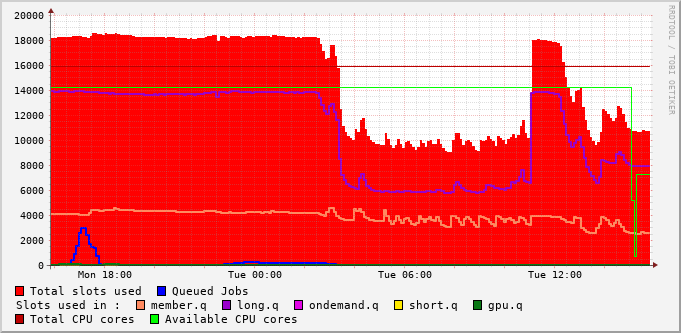 20000
18000
16000
14000
12000
10000
8000
6000
4000
2000
0
Mon 18:00 Tue 00:00 Tue 06:00 Tue 12:00
RRDTOOL / TOBI OETIKER
Total slots used Queued Jobs
Slots used in : member.q long.q ondemand.q short.q gpu.q
Total CPU cores Available CPU cores